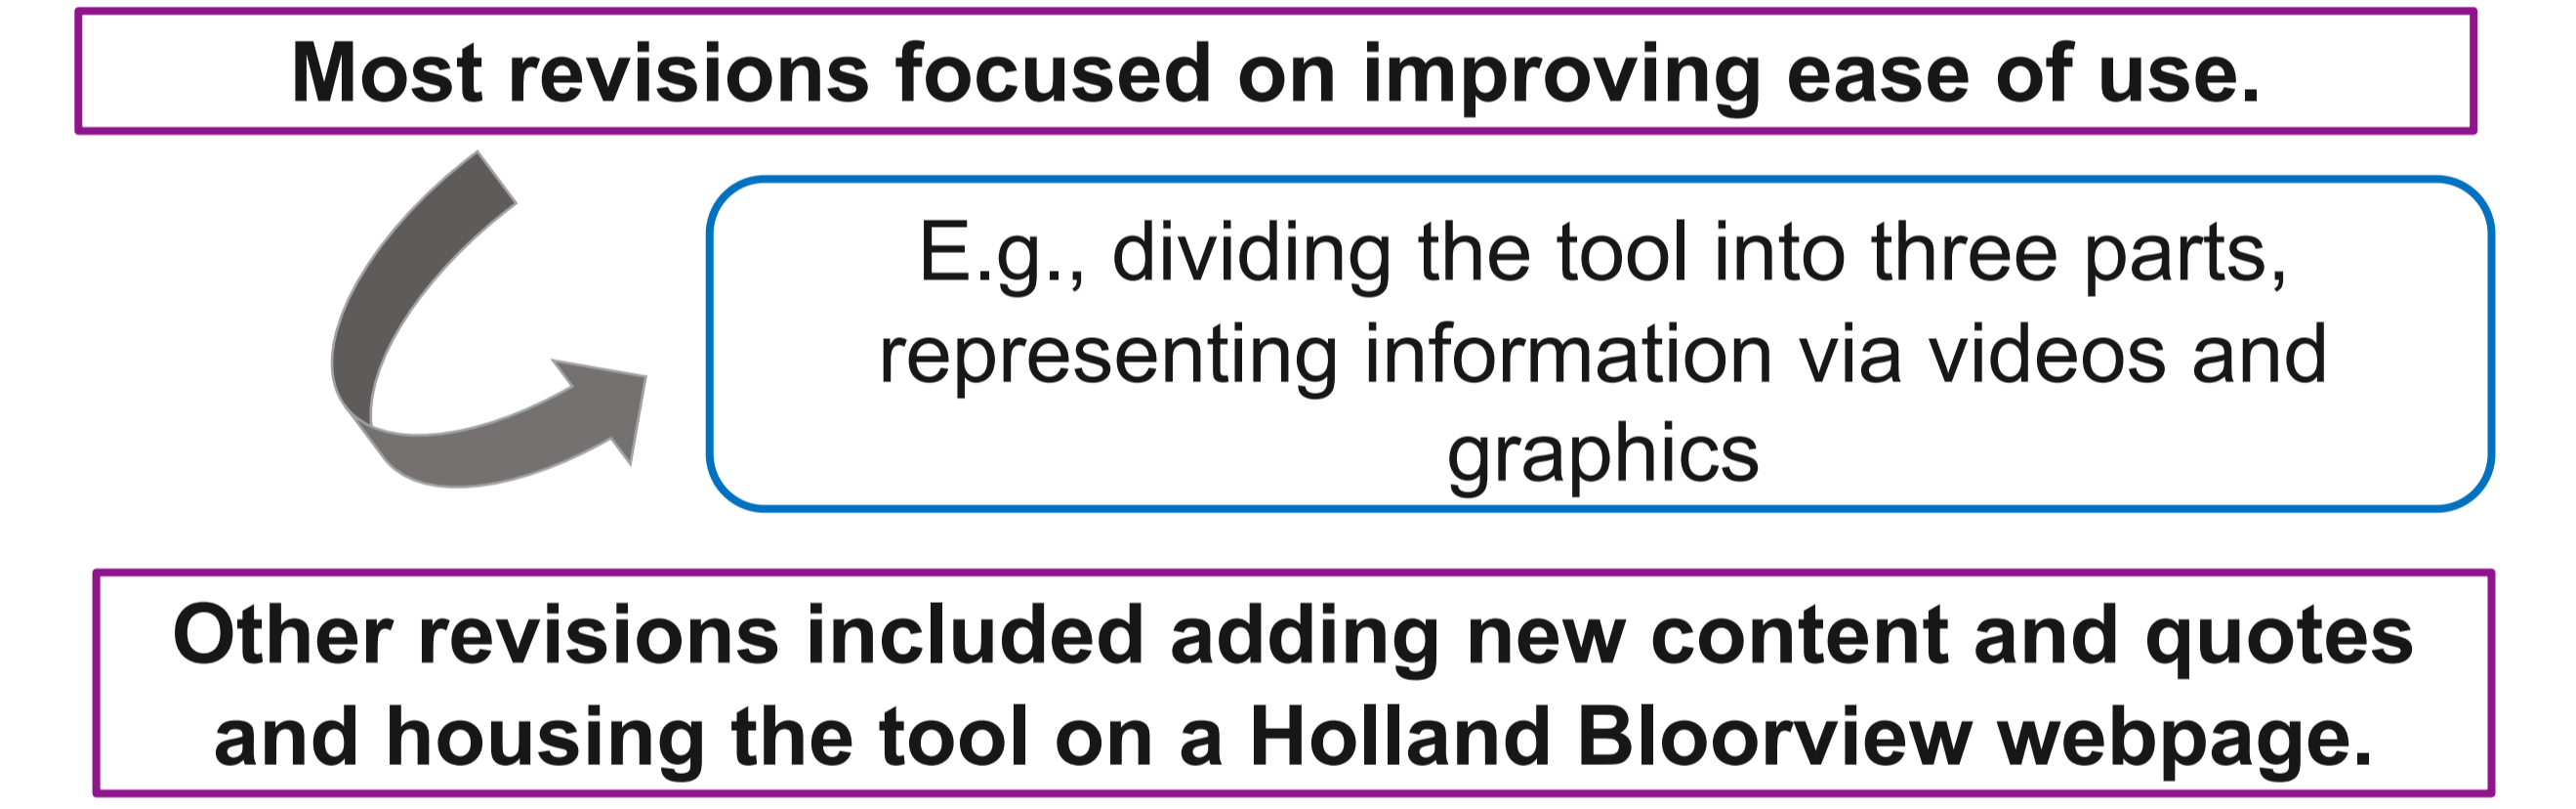 Most revisions focused on improving ease of use.
E.g., dividing the tool into three parts,
representing information via videos and
graphics
Other revisions included adding new content and quotes
and housing the tool on a Holland Bloorview webpage.